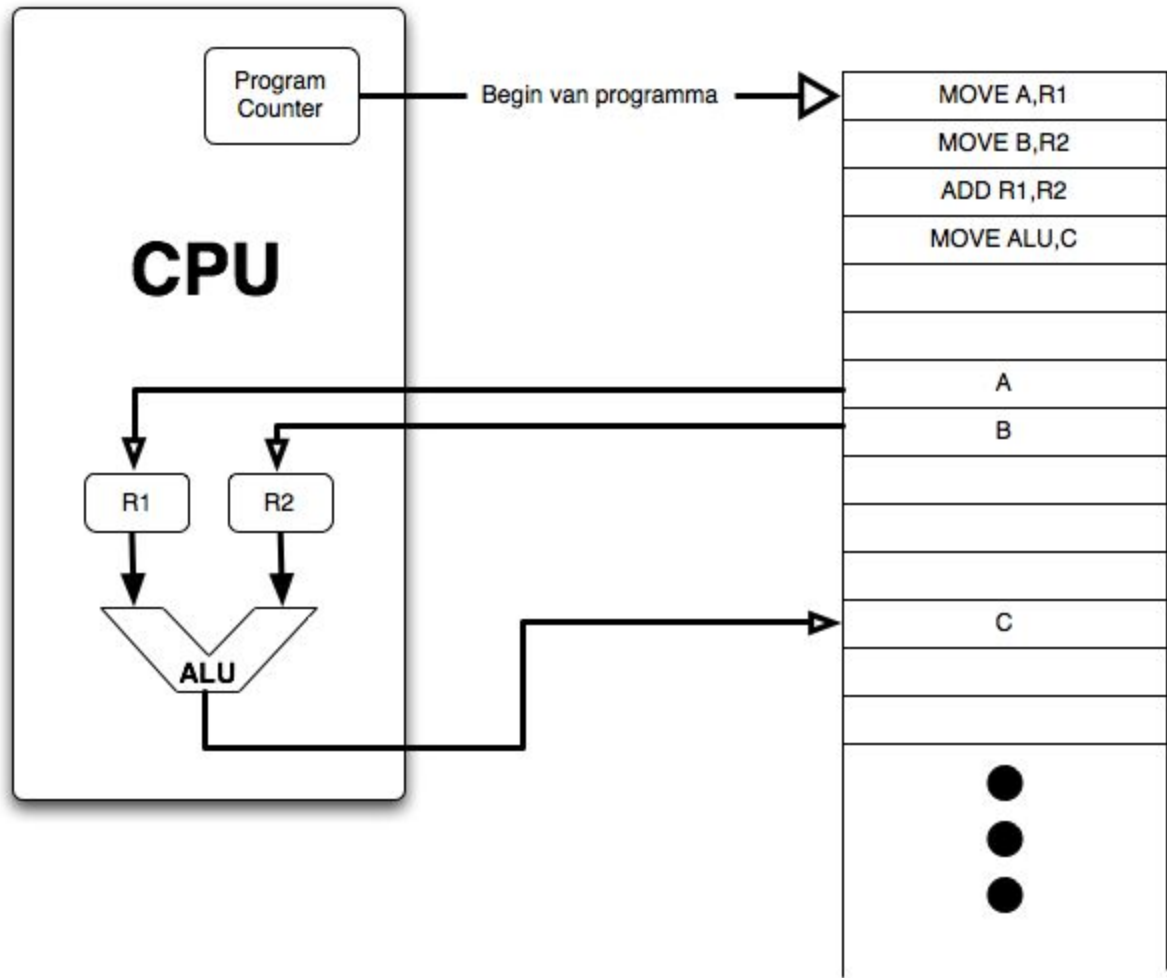 Program
Counter
Begin van programma
MOVE A,R1
MOVE B,R2
ADD R1,R2
MOVE ALU,C
CPU
A
B
R1
R2
C
ALU